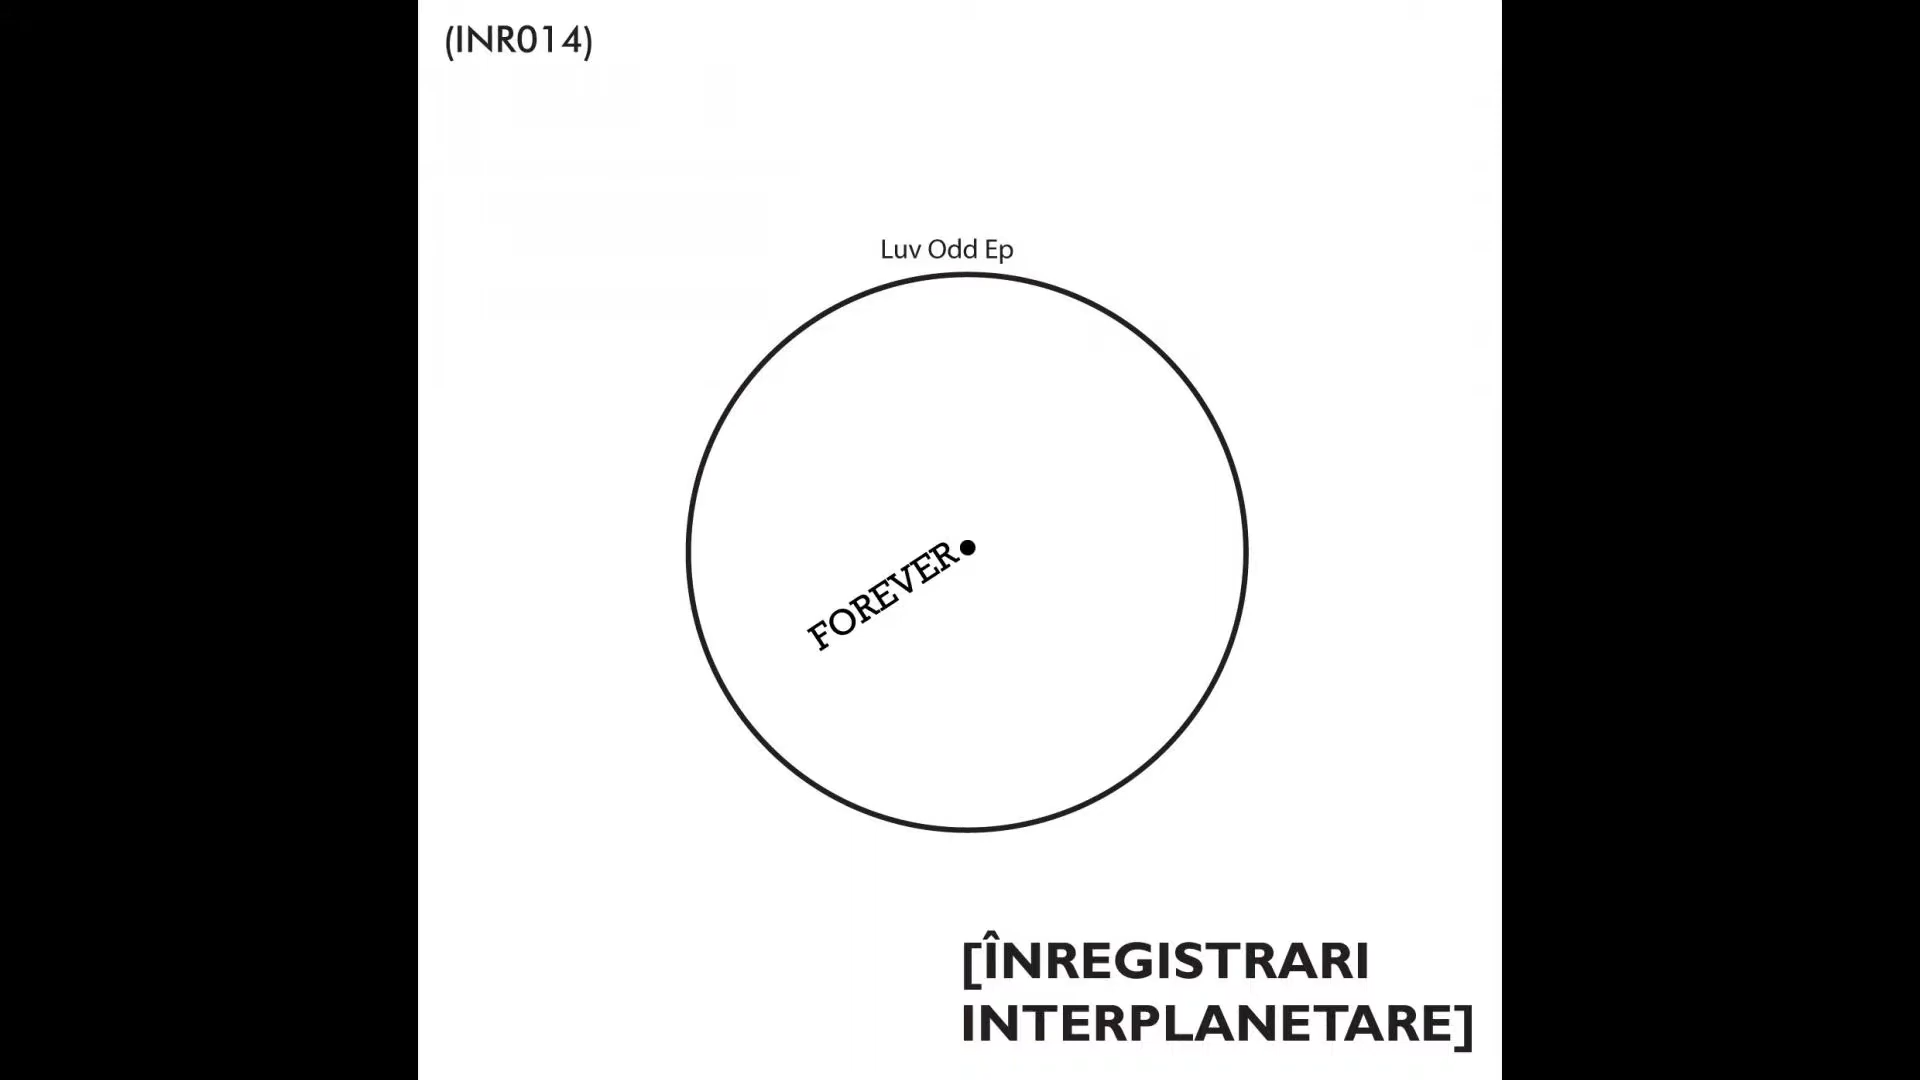 (INR014)
Luv Odd Ep
FOREVER
[ÎNREGISTRARI
INTERPLANETARE]